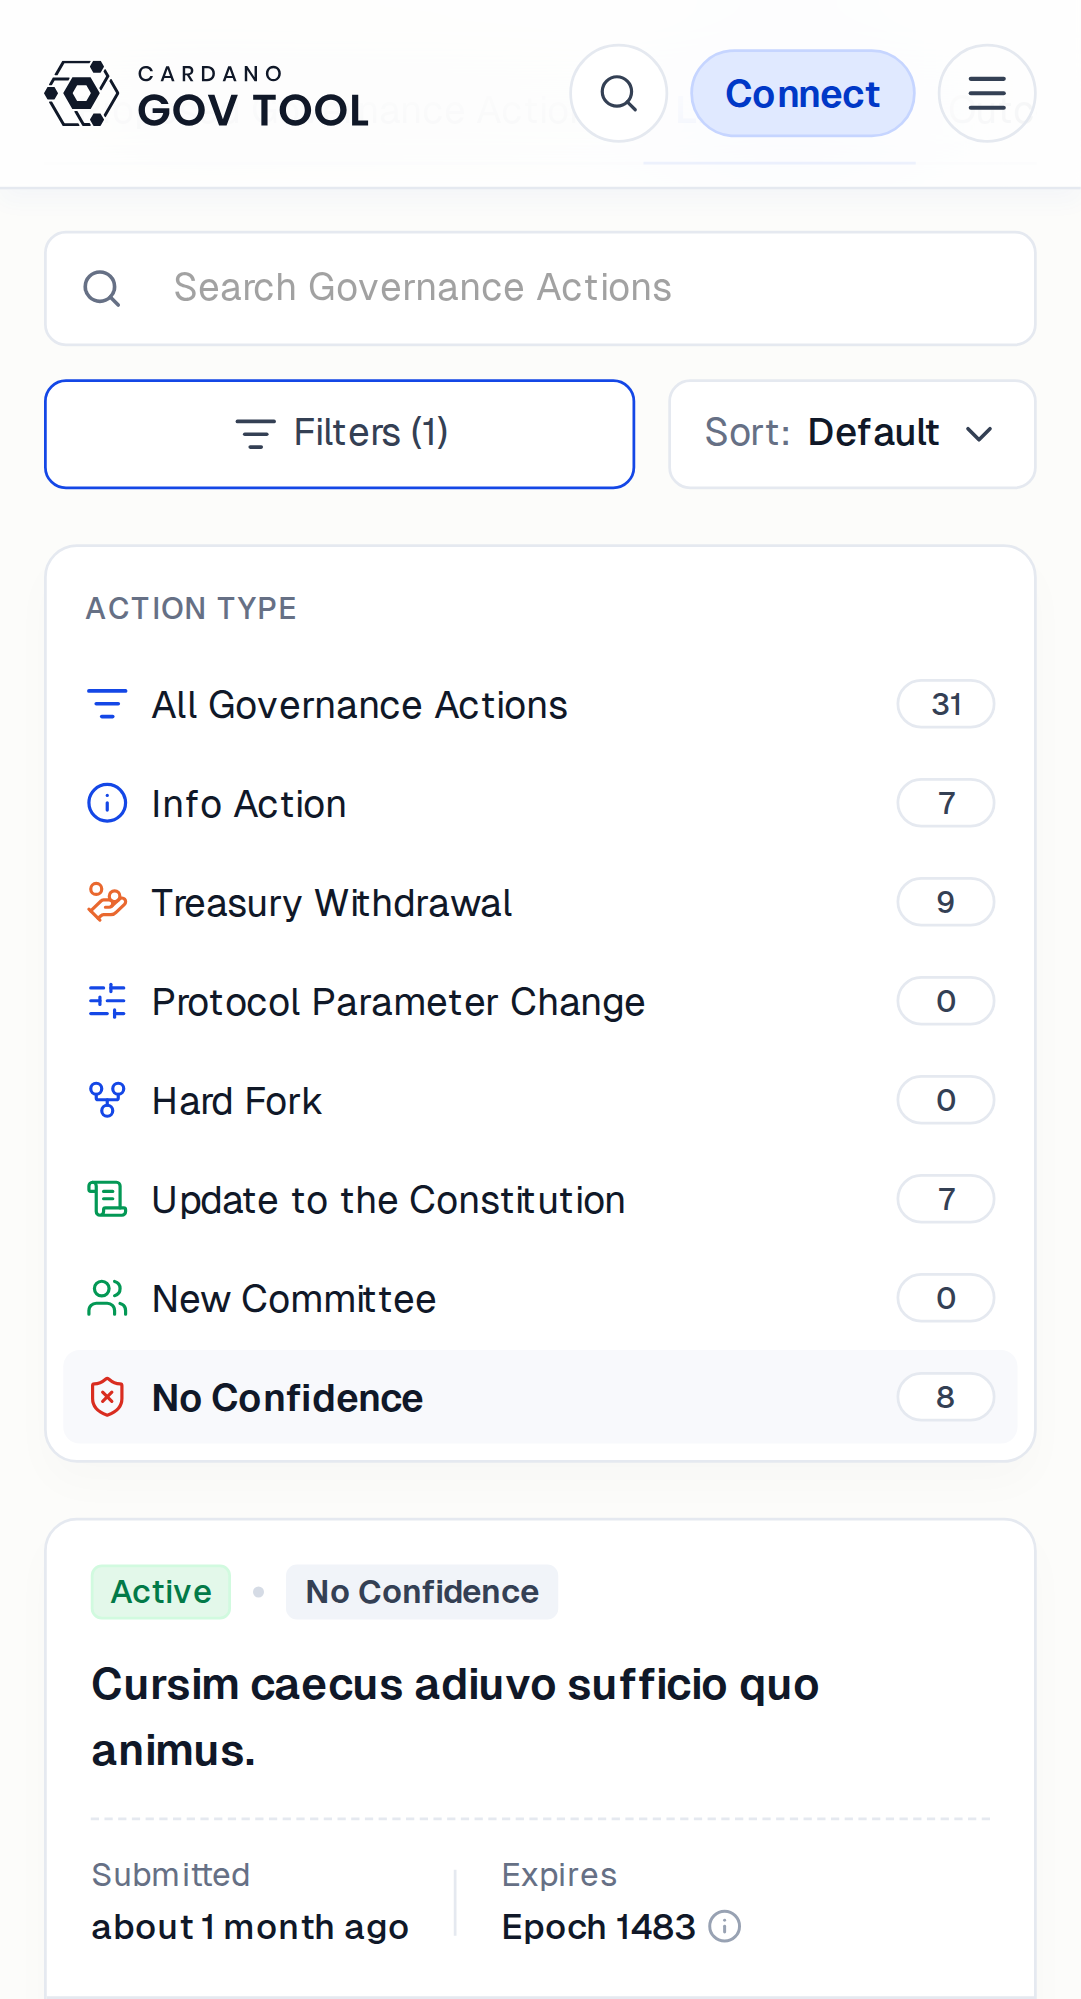 CARDANO
GOV TOOL
Connect
Search Governance Actions
Filters (1)
Sort: Default
ACTION TYPE
All Governance Actions 31
Info Action 7
Treasury Withdrawal 9
Protocol Parameter Change 0
Hard Fork 0
Update to the Constitution 7
New Committee 0
No Confidence 8
Active • No Confidence
Cursim caecus adiuvo sufficio quo
animus.
Submitted
about 1 month ago
Expires
Epoch 1483